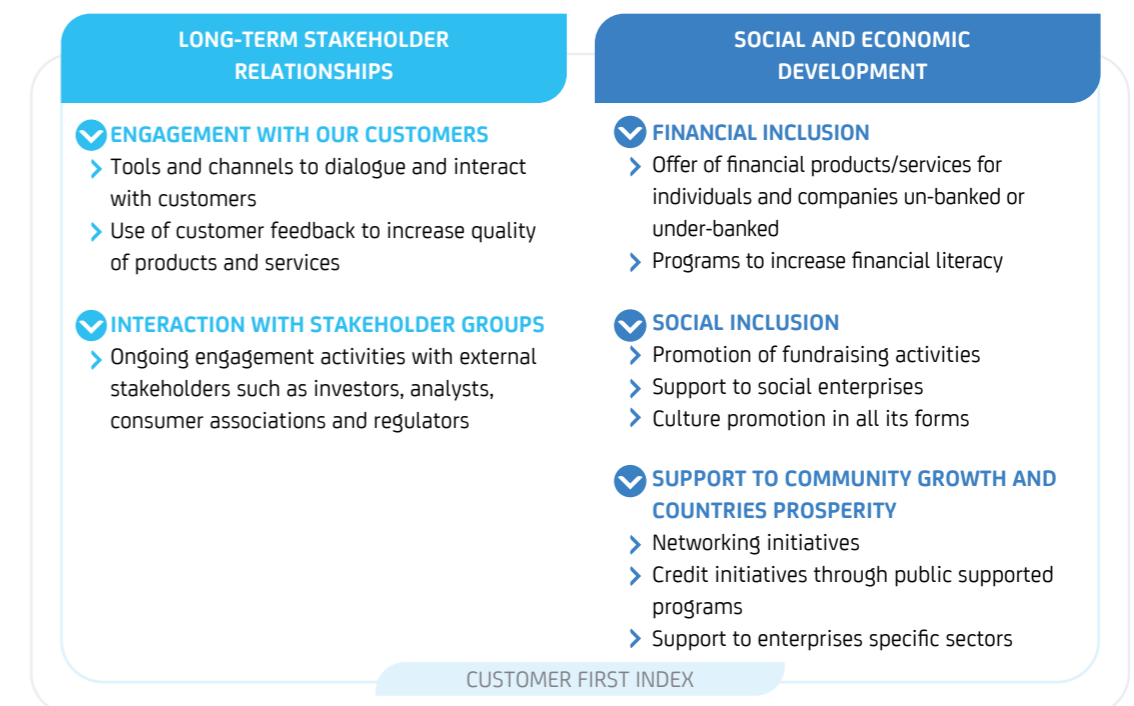 LONG-TERM STAKEHOLDER
RELATIONSHIPS
ENGAGEMENT WITH OUR CUSTOMERS
Tools and channels to dialogue and interact
with customers
Use of customer feedback to increase quality
of products and services
INTERACTION WITH STAKEHOLDER GROUPS
Ongoing engagement activities with external
stakeholders such as investors, analysts,
consumer associations and regulators
SOCIAL AND ECONOMIC
DEVELOPMENT
FINANCIAL INCLUSION
Offer of financial products/services for
individuals and companies un-banked or
under-banked
Programs to increase financial literacy
SOCIAL INCLUSION
Promotion of fundraising activities
Support to social enterprises
Culture promotion in all its forms
SUPPORT TO COMMUNITY GROWTH AND
COUNTRIES PROSPERITY
Networking initiatives
Credit initiatives through public supported
programs
Support to enterprises specific sectors
CUSTOMER FIRST INDEX